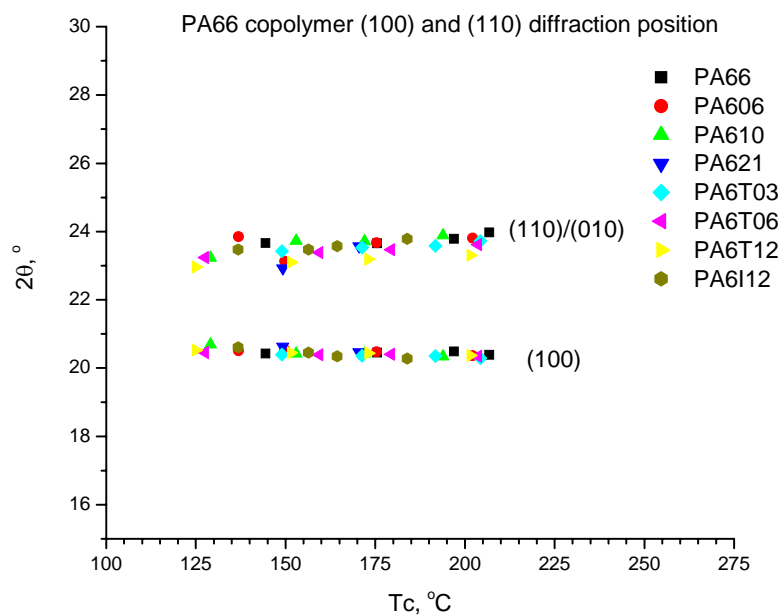 PA66 copolymer (100) and (110) diffraction position
30
28
26
24
22
20
18
16
2θ, °
100
125
150
175
200
225
250
275
Tc, °C
(110)/(010)
(100)
PA66
PA606
PA610
PA621
PA6T03
PA6T06
PA6T12
PA6I12